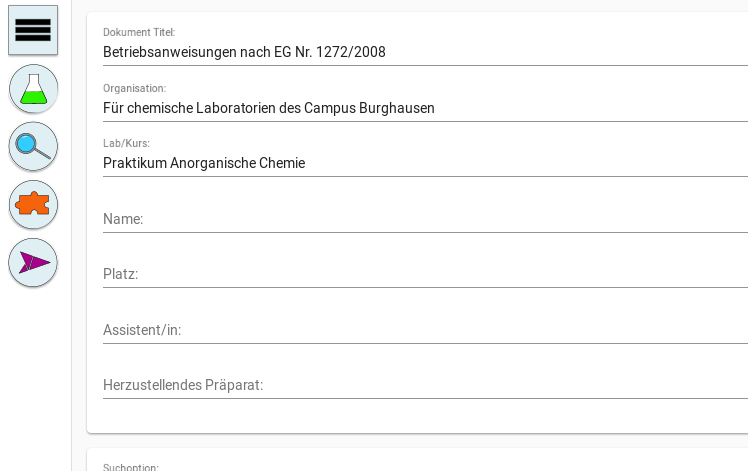 Dokument Titel:
Betriebsanweisungen nach EG Nr. 1272/2008
Organisation:
Für chemische Laboratorien des Campus Burghausen
Lab/Kurs:
Praktikum Anorganische Chemie
Name:
Platz:
Assistent/in:
Herzustellendes Präparat:
Suchoption: